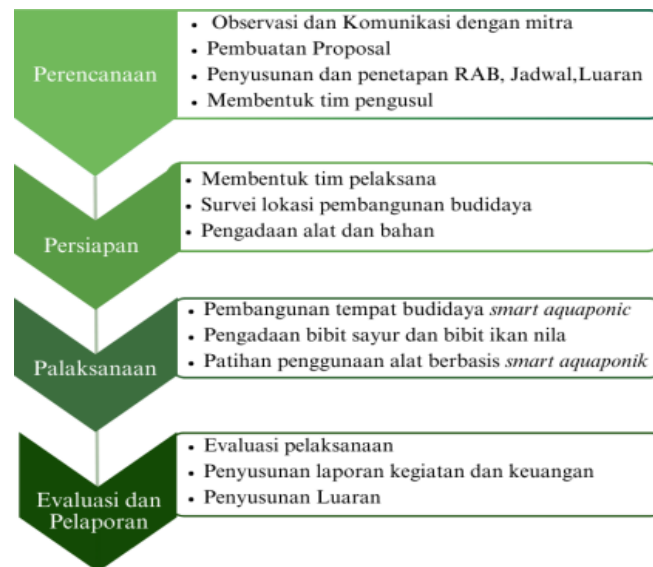 Perencanaan
• Observasi dan Komunikasi dengan mitra
• Pembuatan Proposal
• Penyusunan dan penetapan RAB, Jadwal,Luaran
• Membentuk tim pengusul
Persiapan
• Membentuk tim pelaksana
• Survei lokasi pembangunan budidaya
• Pengadaan alat dan bahan
Palaksanaan
• Pembangunan tempat budidaya smart aquaponic
• Pengadaan bibit sayur dan bibit ikan nila
• Patihan penggunaan alat berbasis smart aquaponik
Evaluasi dan
Pelaporan
• Evaluasi pelaksanaan
• Penyusunan laporan kegiatan dan keuangan
• Penyusunan Luaran